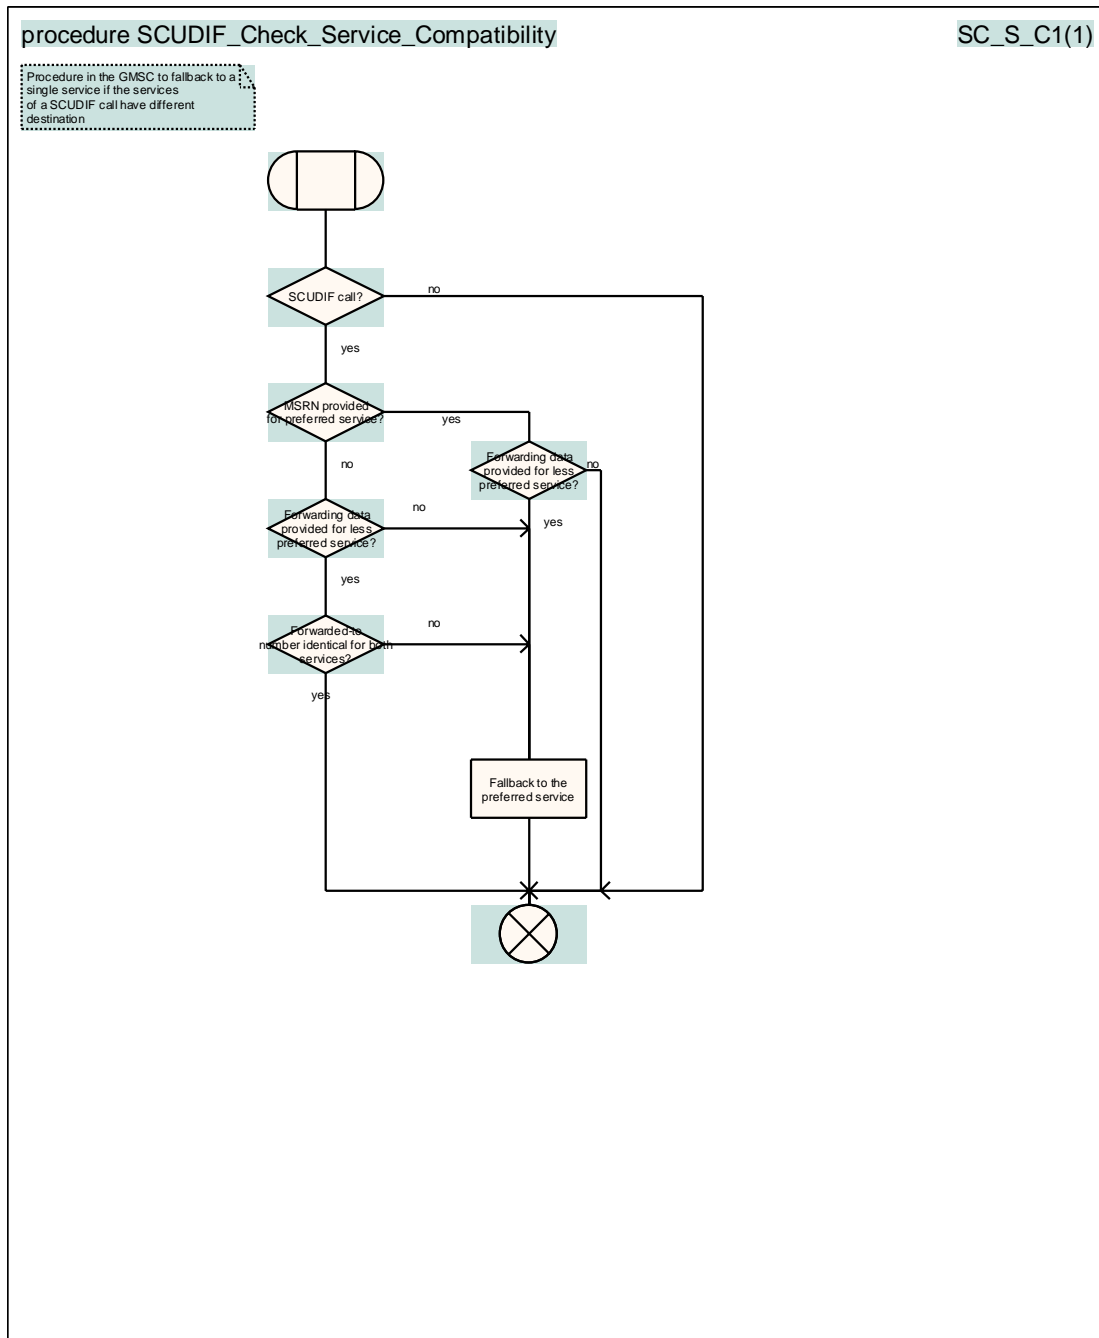 procedure SCUDIF_Check_Service_Compatibility
SC_S_C1(1)
Procedure in the GMSC to fallback to a
single service if the services
of a SCUDIF call have different
destination
SCUDIF call?
no
yes
MSRN provided
for preferred service?
yes
no
Forwarding data
provided for less
preferred service?
no
yes
Forwarding data
provided for less
preferred service?
no
yes
Forwarded-to
number identical for both
services?
no
yes
Fallback to the
preferred service